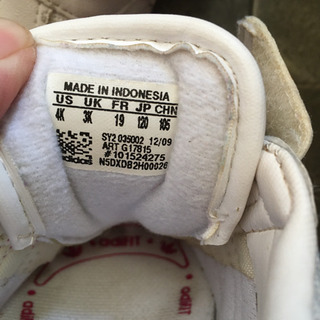 MADE IN INDONESIA
US UK FR JP CHN
4K 3K 19 120 105
SY2 035002 12/09
ART G17815
#101524275
N5DXDB2H00026
adifit